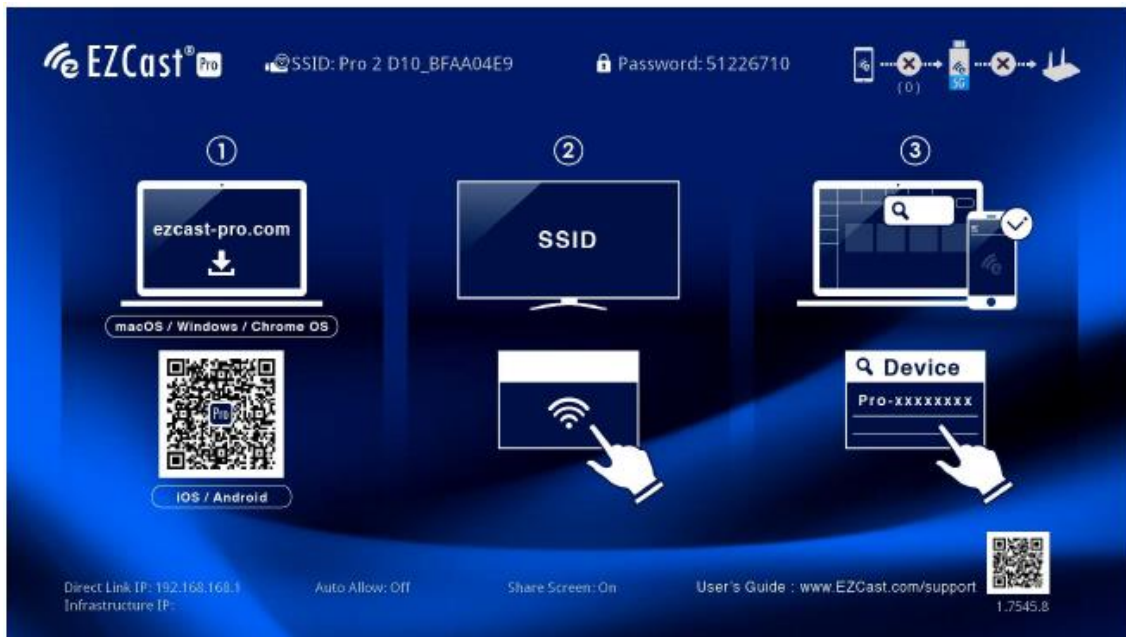 EZCast® Pro
SSID: Pro 2 D10_BFAA04E9
Password: 51226710
(0)
5G
1
2
3
ezcast-pro.com
SSID
macOS / Windows / Chrome OS
Pro
Device
Pro-xxxxxxxx
iOS / Android
Direct Link IP: 192.168.168.1
Infrastructure IP:
Auto Allow: Off
Share Screen: On
User's Guide : www.EZCast.com/support
1.7545.8